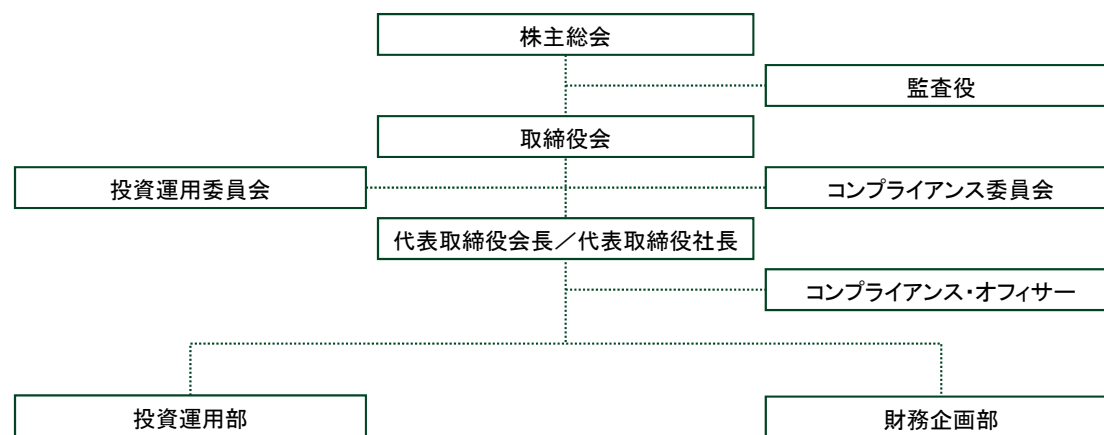 株主総会
監査役
取締役会
投資運用委員会
コンプライアンス委員会
代表取締役会長／代表取締役社長
コンプライアンス・オフィサー
投資運用部
財務企画部